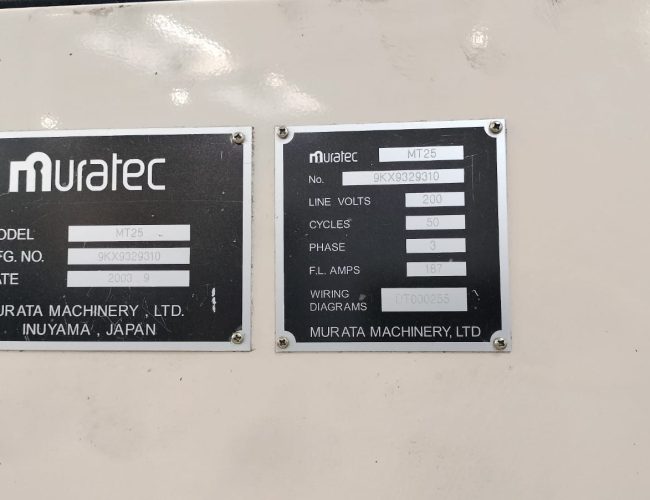 muratec
ODEL MT25
FG. NO. 9KX9329310
ATE 2003 . 9
URATA MACHINERY , LTD.
INUYAMA , JAPAN
muratec MT25
No. 9KX9329310
LINE VOLTS 200
CYCLES 50
PHASE 3
F.L. AMPS 187
WIRING
DIAGRAMS DT030255
MURATA MACHINERY, LTD